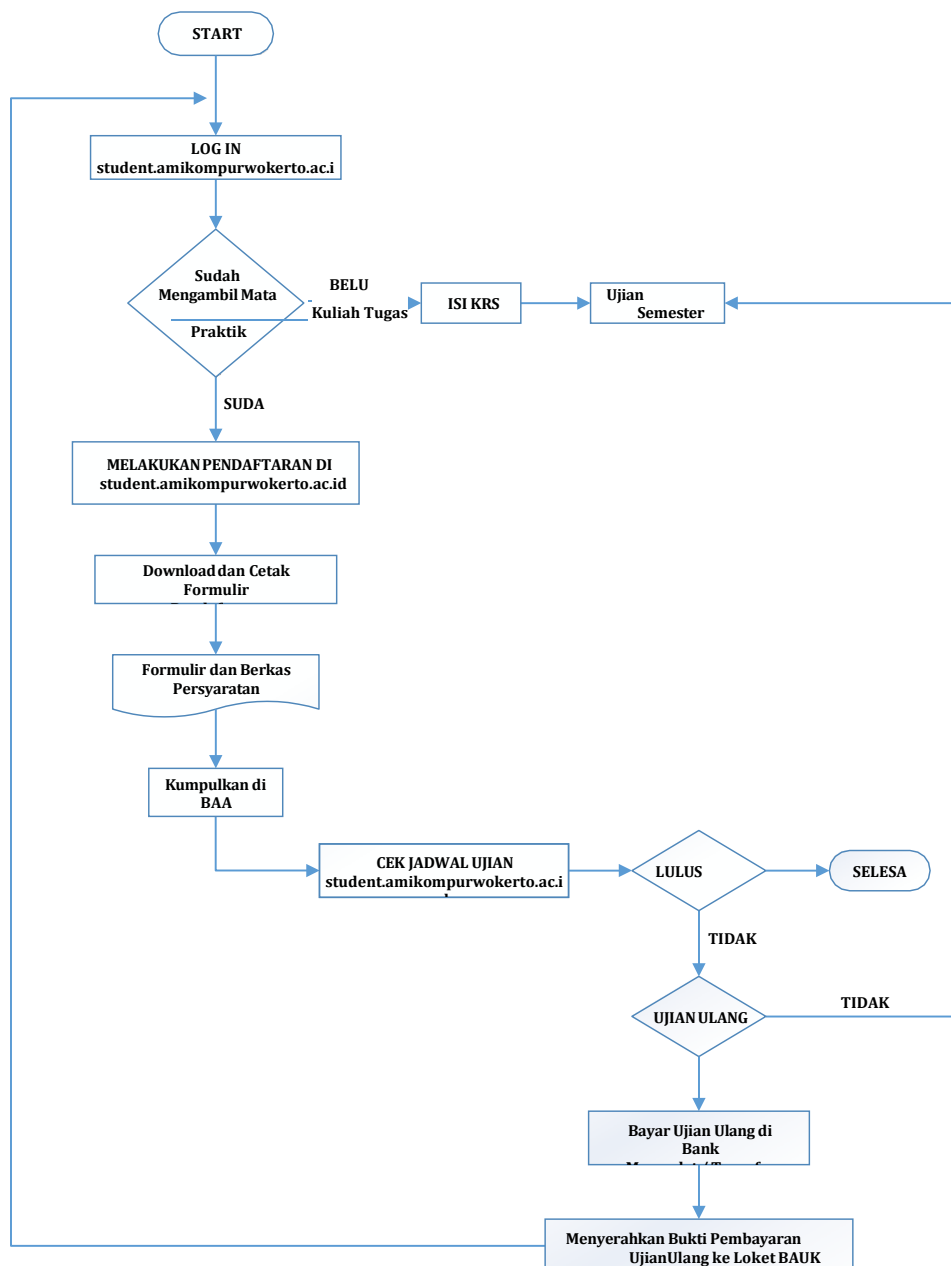 START
LOG IN
student.amikompurwokerto.ac.i
Sudah
Mengambil Mata
BELU
Kuliah Tugas
Praktik
ISI KRS
Ujian
Semester
SUDA
MELAKUKAN PENDAFTARAN DI
student.amikompurwokerto.ac.id
Download dan Cetak
Formulir
Formulir dan Berkas
Persyaratan
Kumpulkan di
BAA
CEK JADWAL UJIAN
student.amikompurwokerto.ac.i
LULUS
SELESA
TIDAK
UJIAN ULANG
TIDAK
Bayar Ujian Ulang di
Bank
Menyerahkan Bukti Pembayaran
UjianUlang ke Loket BAUK